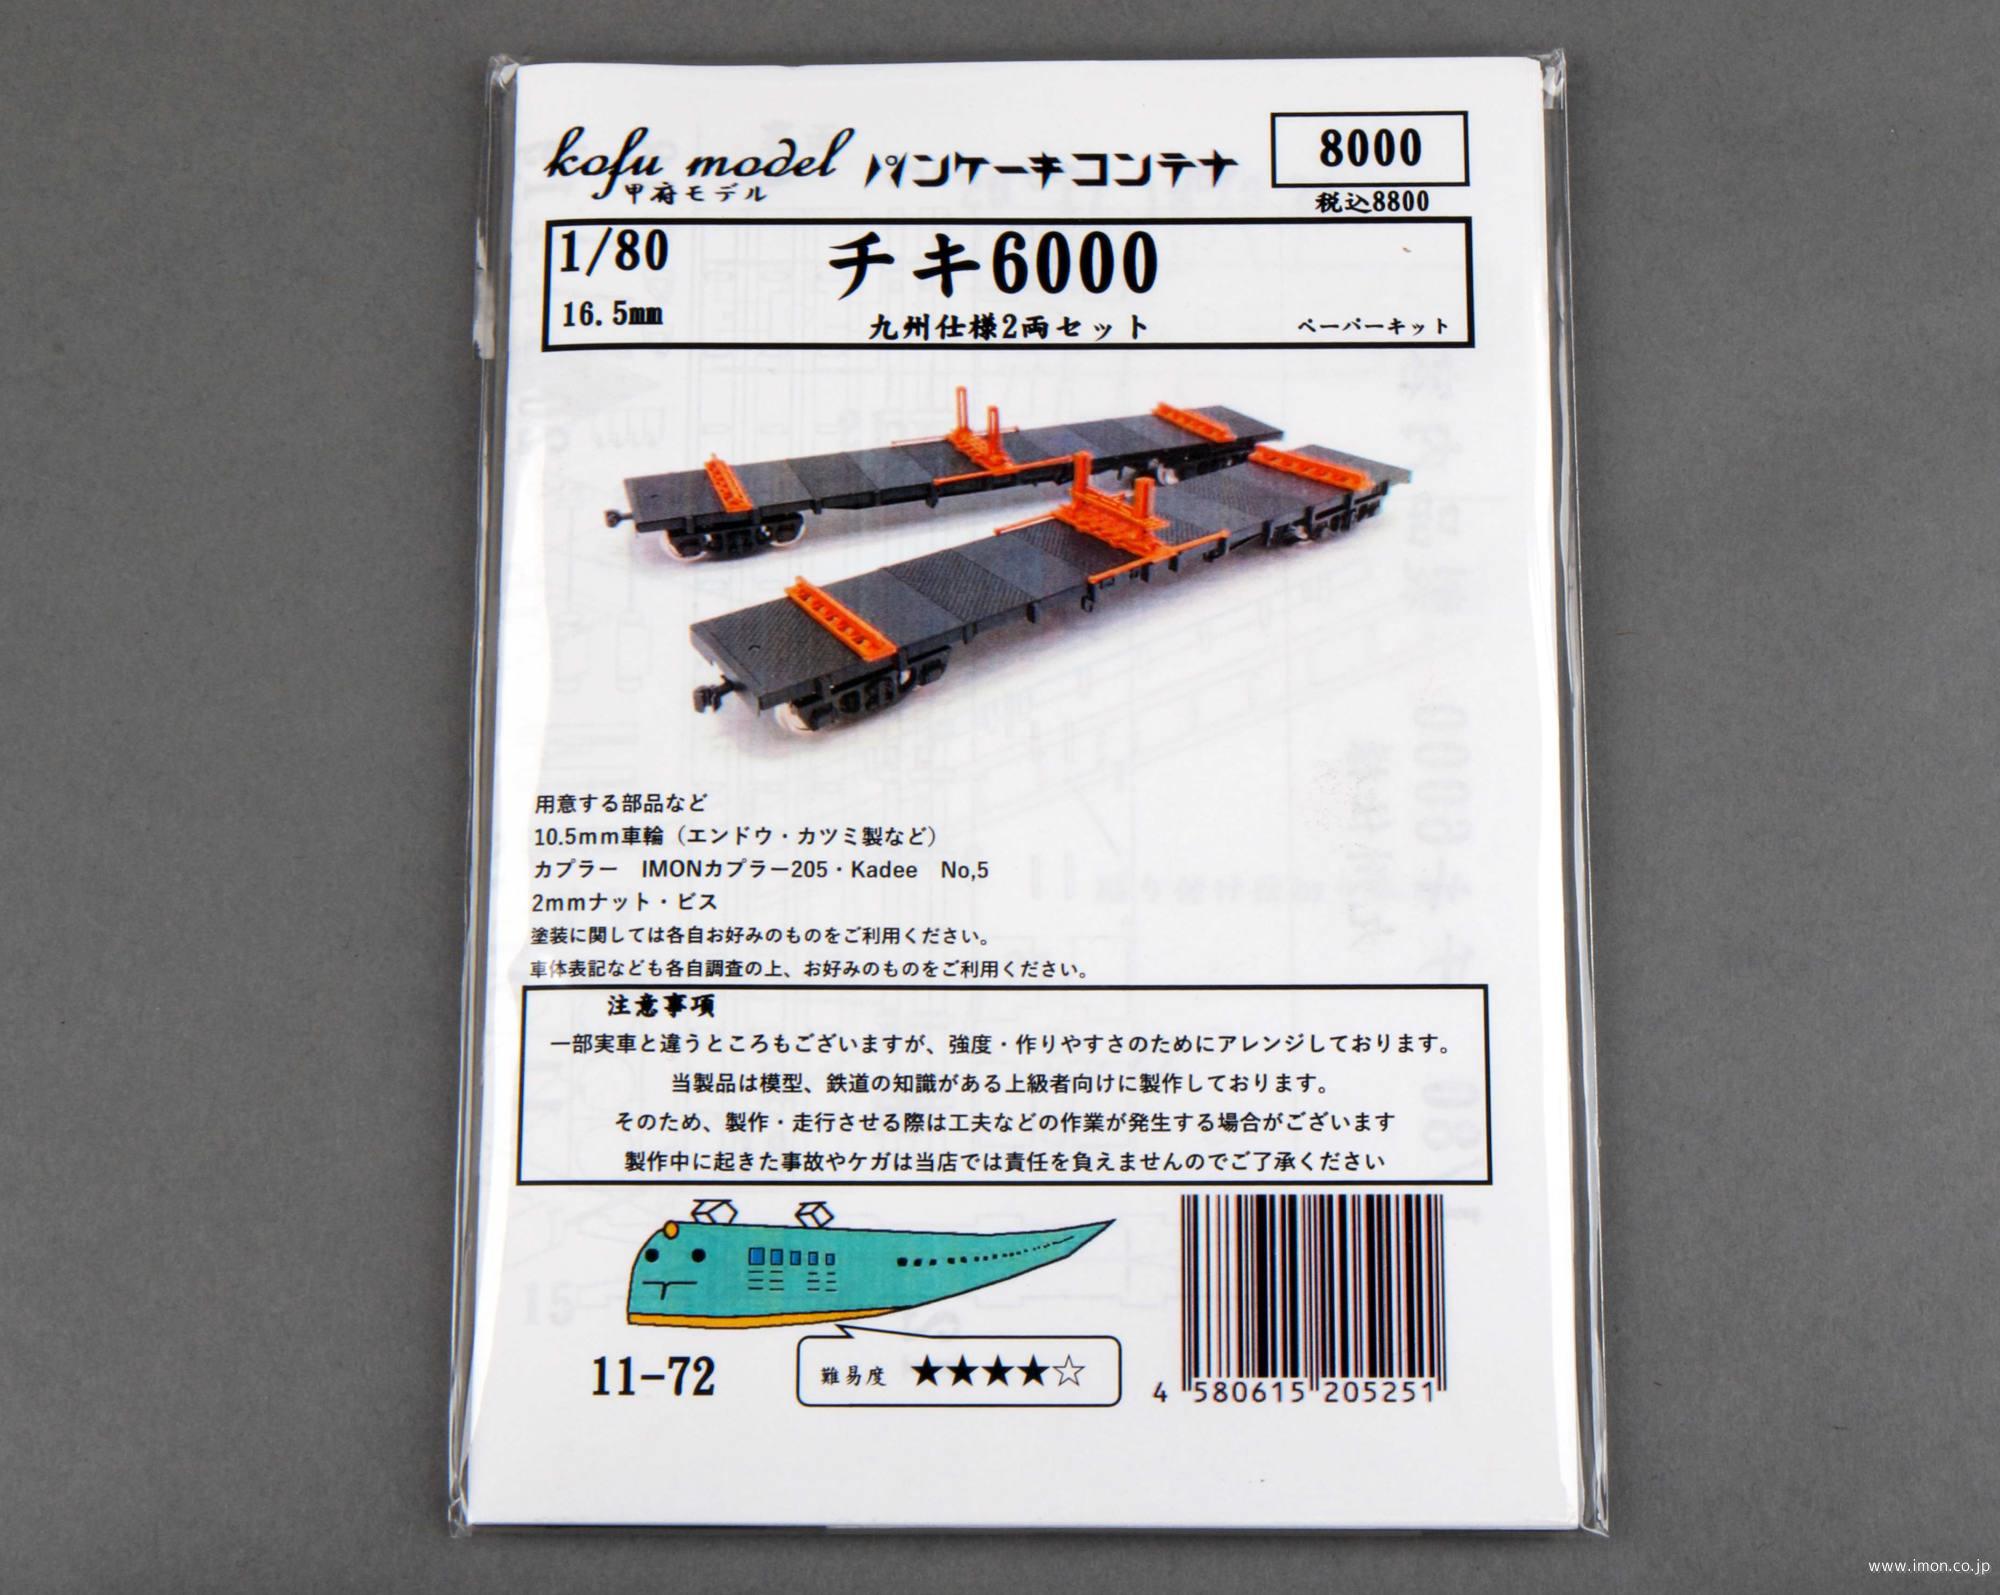 kofu model パンケーキコンテナ
甲府モデル
8000
税込8800
1/80
チキ6000
16.5mm
九州仕様2両セット
ペーパーキット
用意する部品など
10.5mm車輪（エンドウ・カツミ製など）
カプラー　IMONカプラー205・Kadee　No,5
2mmナット・ビス
塗装に関しては各自お好みのものをご利用ください。
車体表記なども各自調査の上、お好みのものをご利用ください。
注意事項
一部実車と違うところもございますが、強度・作りやすさのためにアレンジしております。
当製品は模型、鉄道の知識がある上級者向けに製作しております。
そのため、製作・走行させる際は工夫などの作業が発生する場合がございます
製作中に起きた事故やケガは当店では責任を負えませんのでご了承ください
11-72
難易度 ★★★★☆
4 580615 205251
www.imon.co.jp